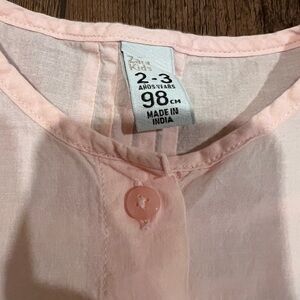 Zara
Kids
2-3
AÑOS·YEARS
98 CM
MADE IN
INDIA